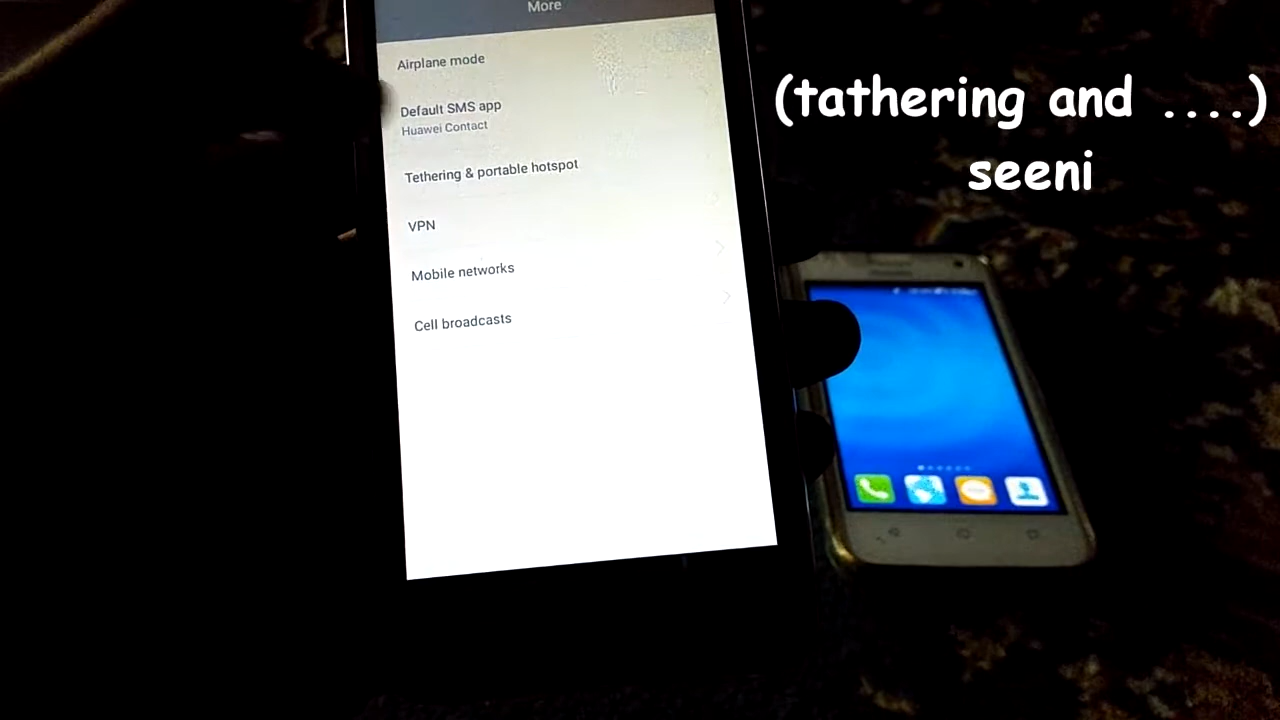 More
Airplane mode
Default SMS app
Huawei Contact
Tethering & portable hotspot
VPN
Mobile networks
Cell broadcasts
(tathering and ....)
seeni